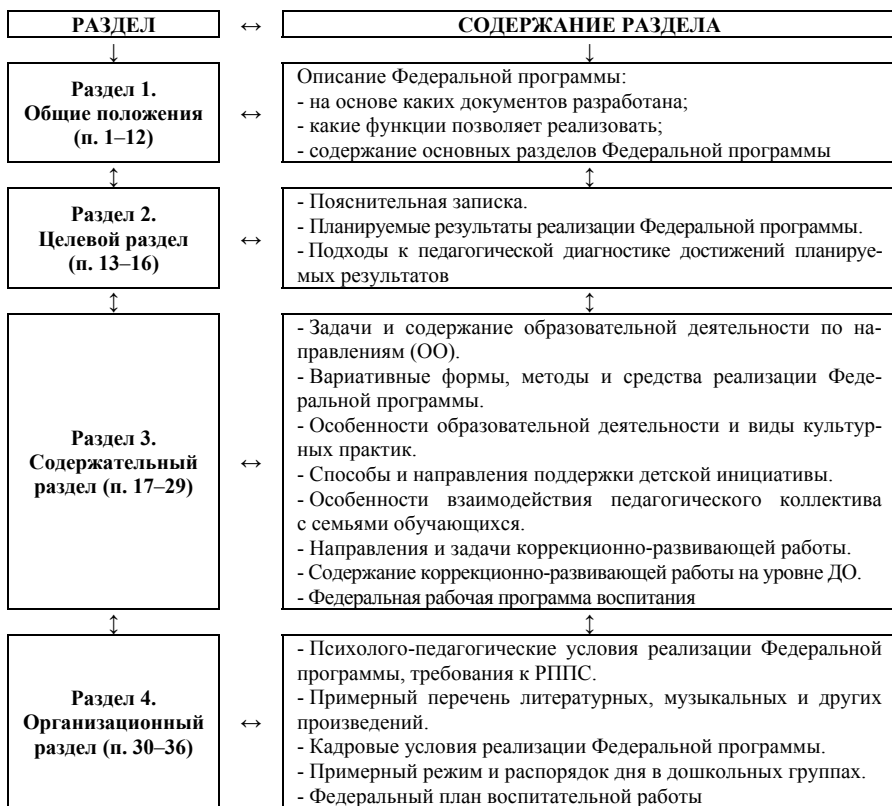 РАЗДЕЛ ↔ СОДЕРЖАНИЕ РАЗДЕЛА
↓ ↓
Раздел 1.
Общие положения
(п. 1–12)
↔
Описание Федеральной программы:
- на основе каких документов разработана;
- какие функции позволяет реализовать;
- содержание основных разделов Федеральной программы
↕ ↕
Раздел 2.
Целевой раздел
(п. 13–16)
↔
- Пояснительная записка.
- Планируемые результаты реализации Федеральной программы.
- Подходы к педагогической диагностике достижений планируе-
мых результатов
↕ ↕
Раздел 3.
Содержательный
раздел (п. 17–29)
↔
- Задачи и содержание образовательной деятельности по на-
правлениям (ОО).
- Вариативные формы, методы и средства реализации Феде-
ральной программы.
- Особенности образовательной деятельности и виды культур-
ных практик.
- Способы и направления поддержки детской инициативы.
- Особенности взаимодействия педагогического коллектива
с семьями обучающихся.
- Направления и задачи коррекционно-развивающей работы.
- Содержание коррекционно-развивающей работы на уровне ДО.
- Федеральная рабочая программа воспитания
↕ ↕
Раздел 4.
Организационный
раздел (п. 30–36)
↔
- Психолого-педагогические условия реализации Федеральной
программы, требования к РППС.
- Примерный перечень литературных, музыкальных и других
произведений.
- Кадровые условия реализации Федеральной программы.
- Примерный режим и распорядок дня в дошкольных группах.
- Федеральный план воспитательной работы